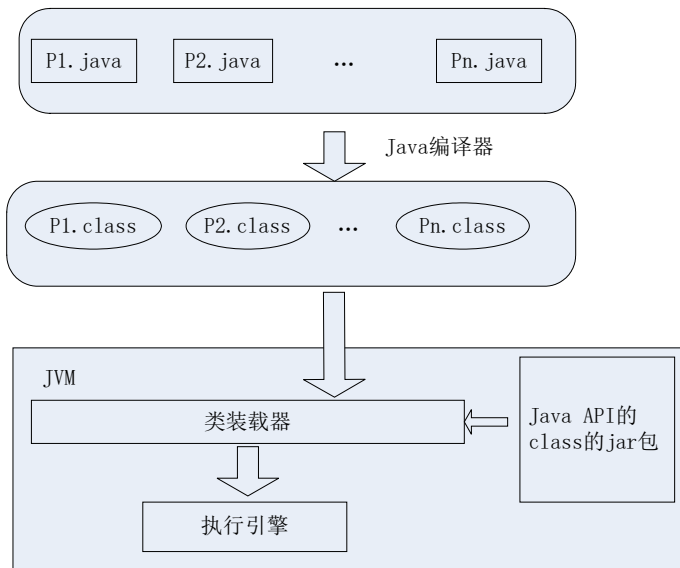 P1.java P2.java ... Pn.java
Java编译器
P1.class P2.class ... Pn.class
JVM
类装载器
Java API的
class的jar包
执行引擎